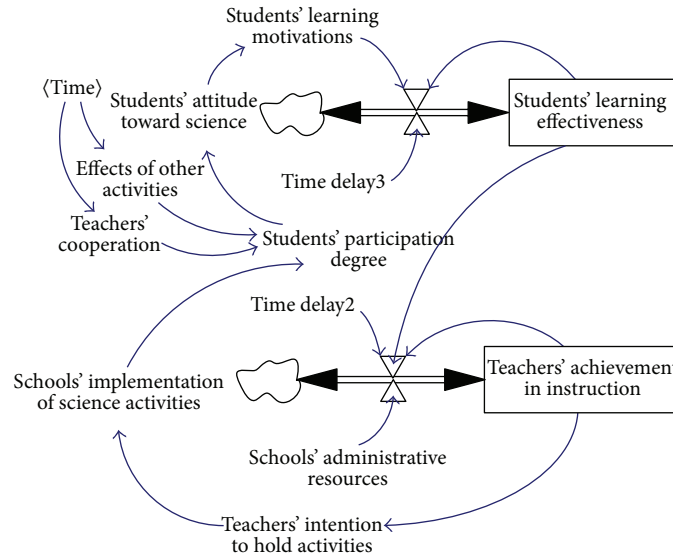 Students' learning
motivations
⟨Time⟩
Students' attitude
toward science
Students' learning
effectiveness
Effects of other
activities
Time delay3
Teachers'
cooperation
Students' participation
degree
Time delay2
Schools' implementation
of science activities
Teachers' achievement
in instruction
Schools' administrative
resources
Teachers' intention
to hold activities